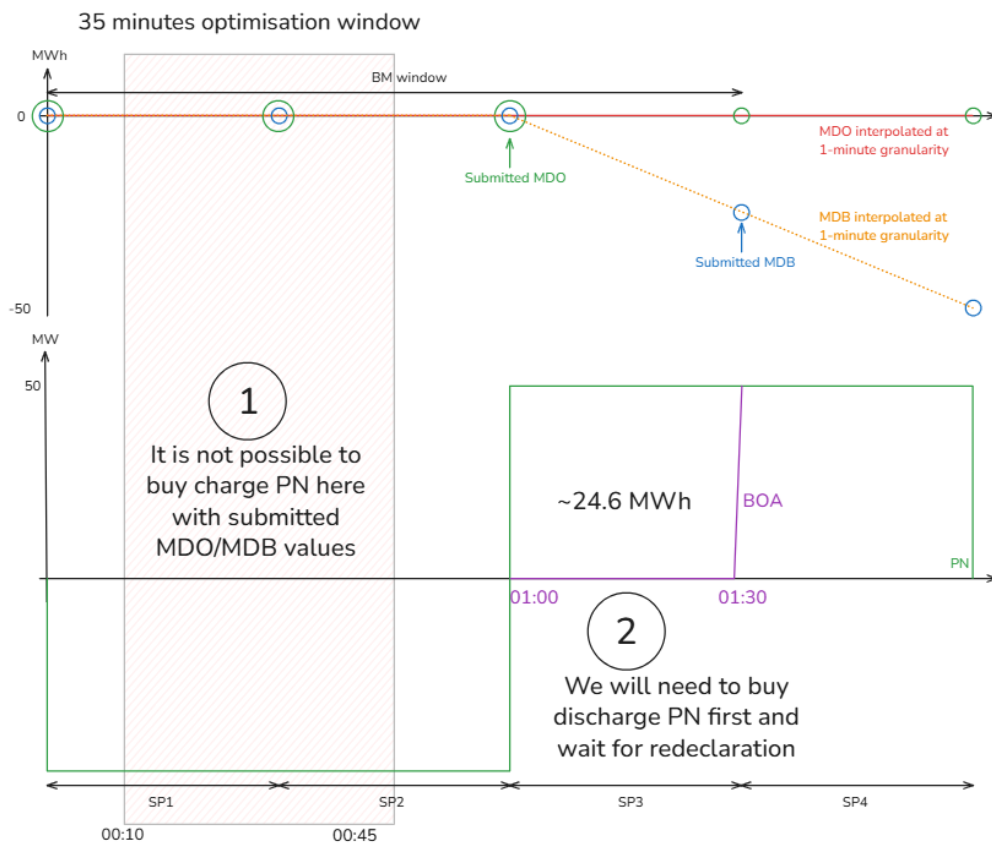 35 minutes optimisation window
MWh
BM window
0
MDO interpolated at
1-minute granularity
Submitted MDO
MDB interpolated at
1-minute granularity
Submitted MDB
-50
MW
50
1
It is not possible to
buy charge PN here
with submitted
MDO/MDB values
~24.6 MWh
BOA
PN
01:00
01:30
2
We will need to buy
discharge PN first and
wait for redeclaration
SP1
SP2
SP3
SP4
00:10
00:45